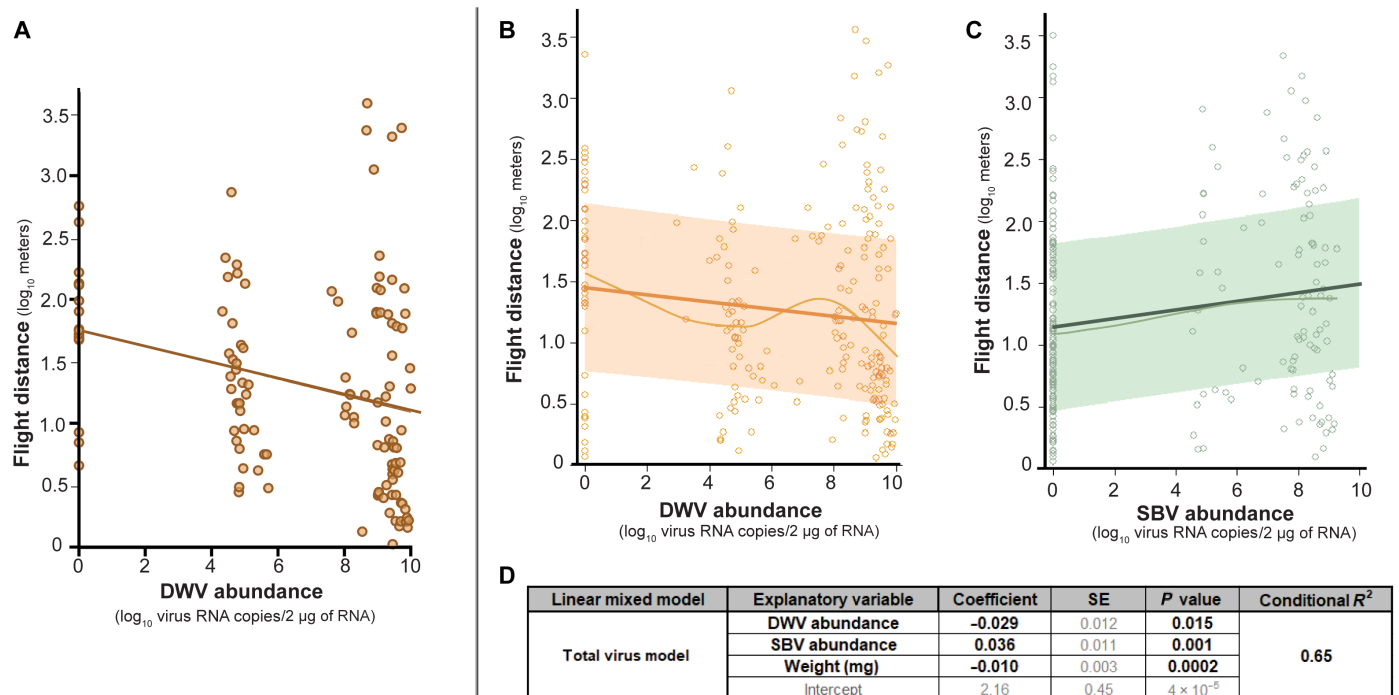 A
3.5
3.0
2.5
2.0
1.5
1.0
0.5
0
Flight distance (log10 meters)
0 2 4 6 8 10
DWV abundance
(log10 virus RNA copies/2 µg of RNA)
B
3.5
3.0
2.5
2.0
1.5
1.0
0.5
0
Flight distance (log10 meters)
0 2 4 6 8 10
DWV abundance
(log10 virus RNA copies/2 µg of RNA)
C
3.5
3.0
2.5
2.0
1.5
1.0
0.5
0
Flight distance (log10 meters)
0 2 4 6 8 10
SBV abundance
(log10 virus RNA copies/2 µg of RNA)
D
Linear mixed model Explanatory variable Coefficient SE P value Conditional R²
DWV abundance –0.029 0.012 0.015
SBV abundance 0.036 0.011 0.001
Total virus model 0.65
Weight (mg) –0.010 0.003 0.0002
Intercept 2.16 0.45 4 × 10⁻⁵